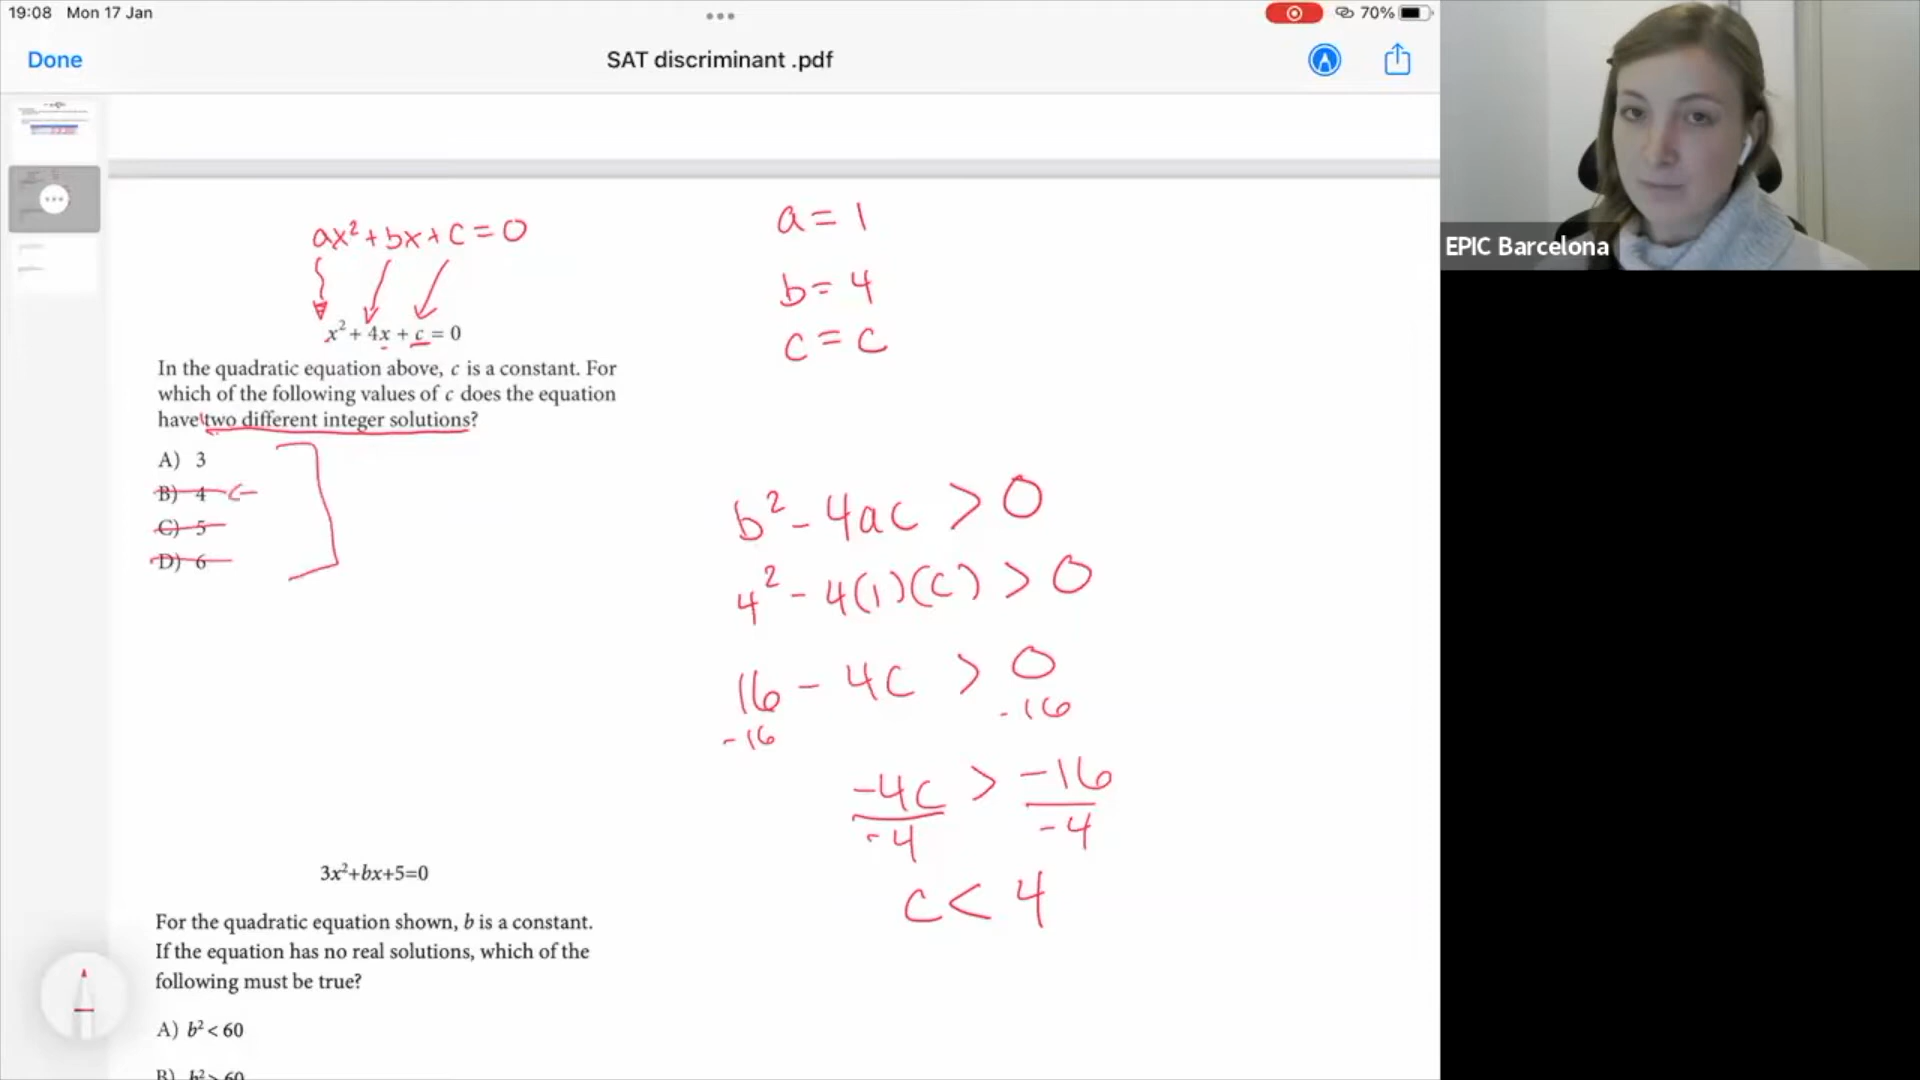 19:08 Mon 17 Jan
70%
Done
SAT discriminant .pdf
EPIC Barcelona
ax²+bx+c=0
x² + 4x + c = 0
In the quadratic equation above, c is a constant. For
which of the following values of c does the equation
have two different integer solutions?
A) 3
B) 4
C) 5
D) 6
a = 1
b = 4
c = c
b² - 4ac > 0
4² - 4(1)(c) > 0
16 - 4c > 0
-16 -16
-4c > -16
-4 -4
c < 4
3x²+bx+5=0
For the quadratic equation shown, b is a constant.
If the equation has no real solutions, which of the
following must be true?
A) b² < 60
B) b² > 60